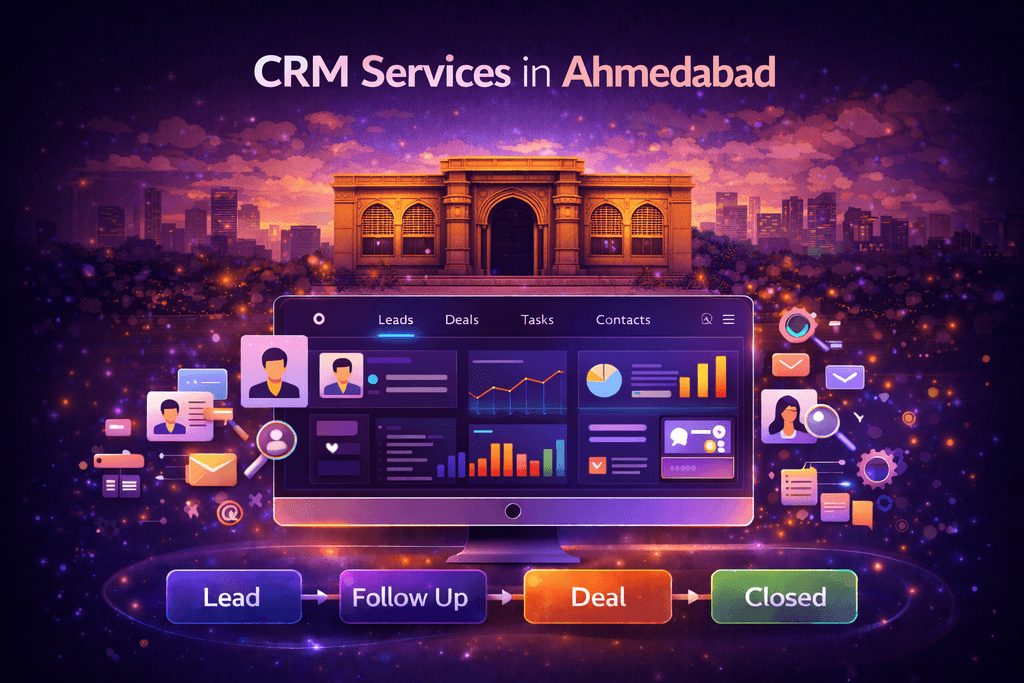 CRM Services in Ahmedabad
Leads Deals Tasks Contacts
Lead Follow Up Deal Closed